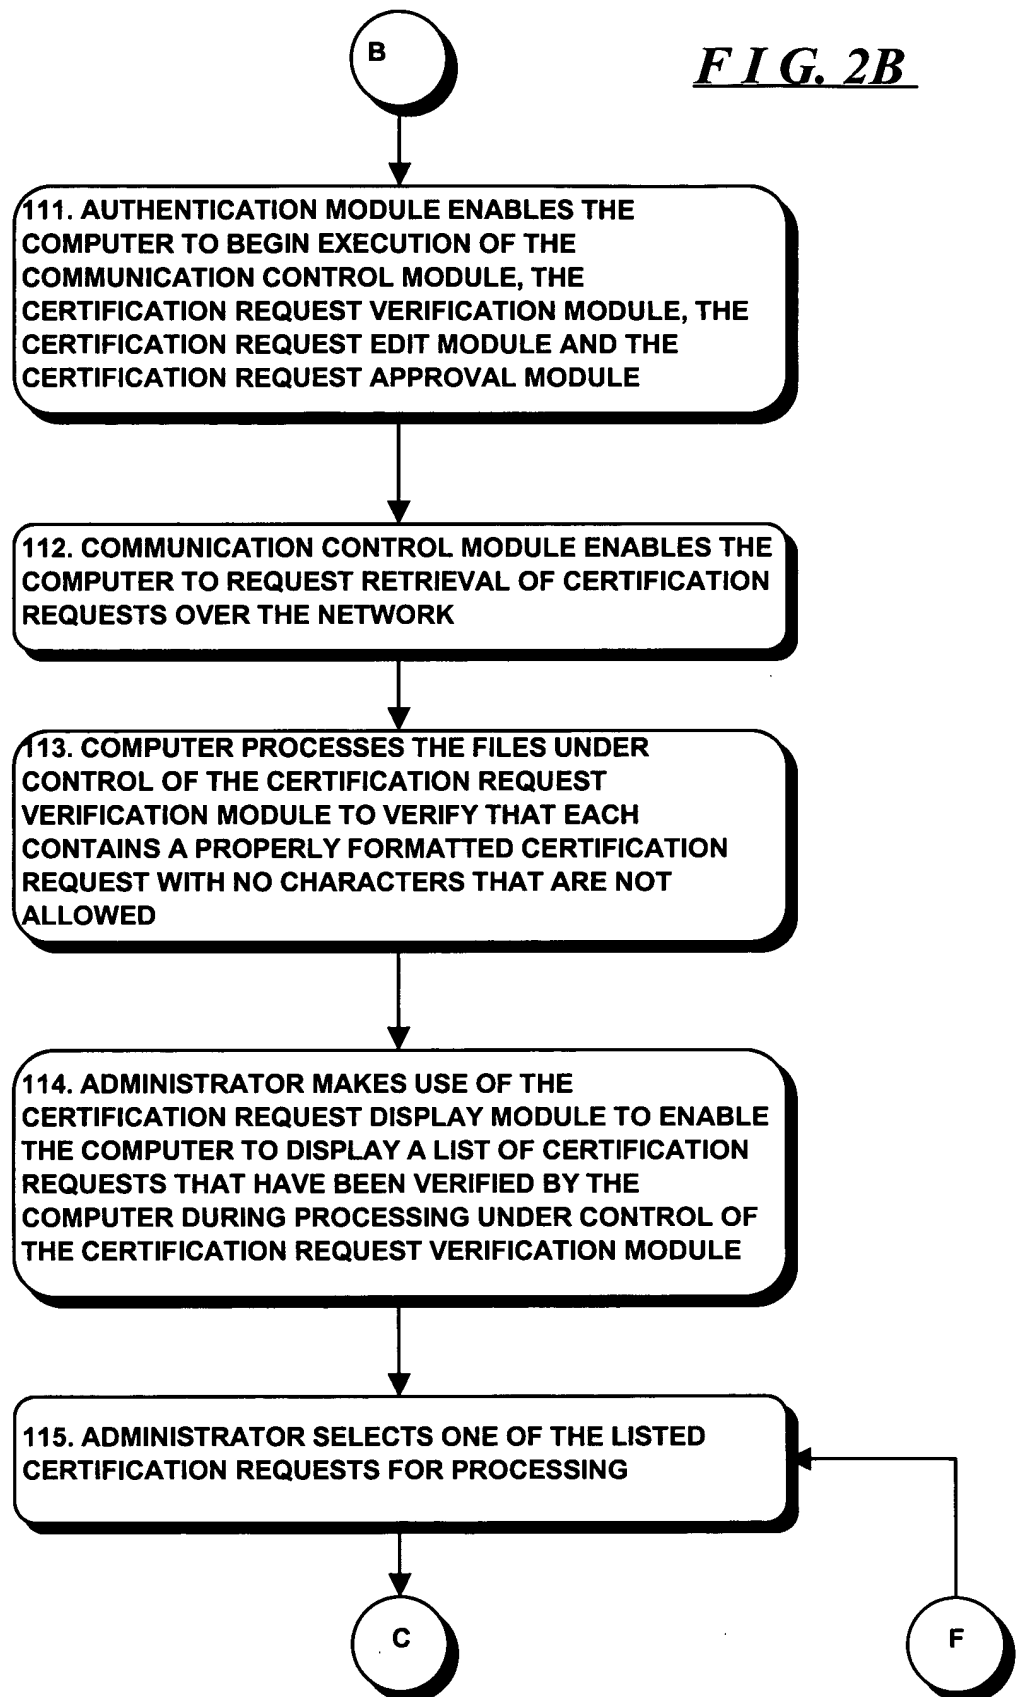 B
F I G. 2B
111. AUTHENTICATION MODULE ENABLES THE
COMPUTER TO BEGIN EXECUTION OF THE
COMMUNICATION CONTROL MODULE, THE
CERTIFICATION REQUEST VERIFICATION MODULE, THE
CERTIFICATION REQUEST EDIT MODULE AND THE
CERTIFICATION REQUEST APPROVAL MODULE
112. COMMUNICATION CONTROL MODULE ENABLES THE
COMPUTER TO REQUEST RETRIEVAL OF CERTIFICATION
REQUESTS OVER THE NETWORK
113. COMPUTER PROCESSES THE FILES UNDER
CONTROL OF THE CERTIFICATION REQUEST
VERIFICATION MODULE TO VERIFY THAT EACH
CONTAINS A PROPERLY FORMATTED CERTIFICATION
REQUEST WITH NO CHARACTERS THAT ARE NOT
ALLOWED
114. ADMINISTRATOR MAKES USE OF THE
CERTIFICATION REQUEST DISPLAY MODULE TO ENABLE
THE COMPUTER TO DISPLAY A LIST OF CERTIFICATION
REQUESTS THAT HAVE BEEN VERIFIED BY THE
COMPUTER DURING PROCESSING UNDER CONTROL OF
THE CERTIFICATION REQUEST VERIFICATION MODULE
115. ADMINISTRATOR SELECTS ONE OF THE LISTED
CERTIFICATION REQUESTS FOR PROCESSING
C
F